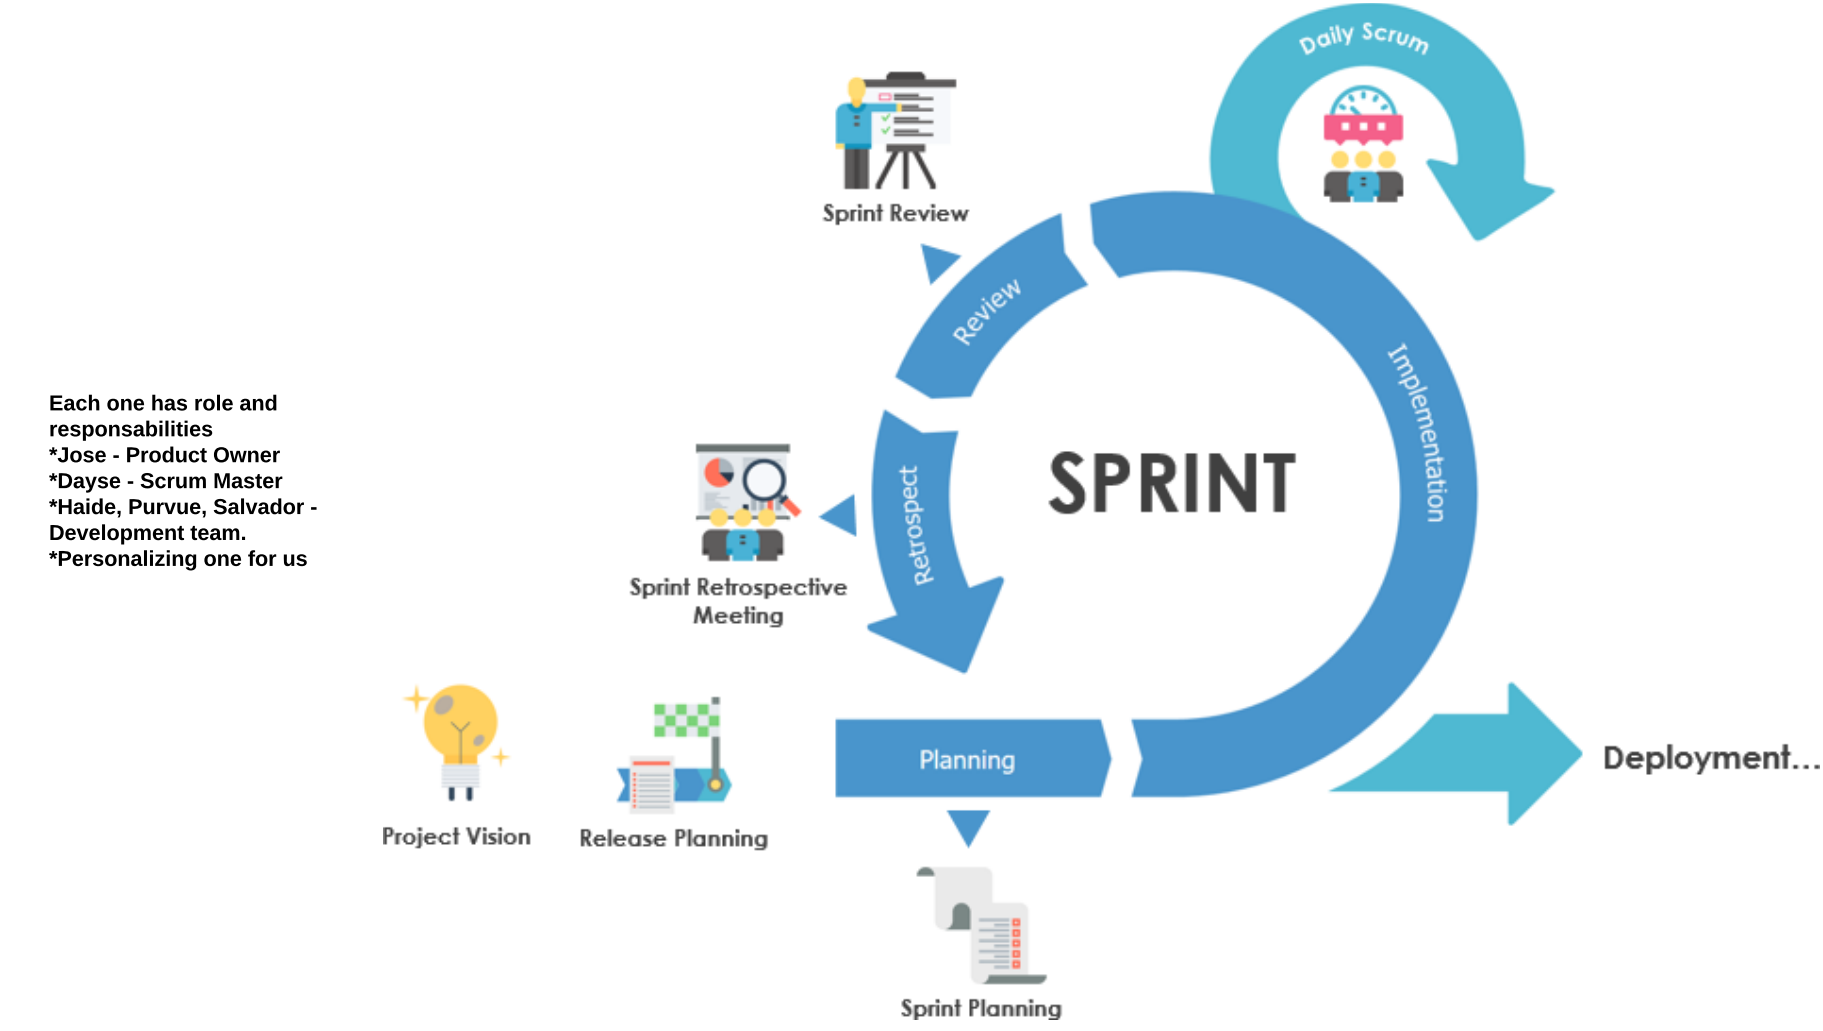 Daily Scrum
Sprint Review
Review
Implementation
Each one has role and
responsabilities
*Jose - Product Owner
*Dayse - Scrum Master
*Haide, Purvue, Salvador -
Development team.
*Personalizing one for us
SPRINT
Retrospect
Sprint Retrospective
Meeting
Planning
Deployment...
Project Vision
Release Planning
Sprint Planning